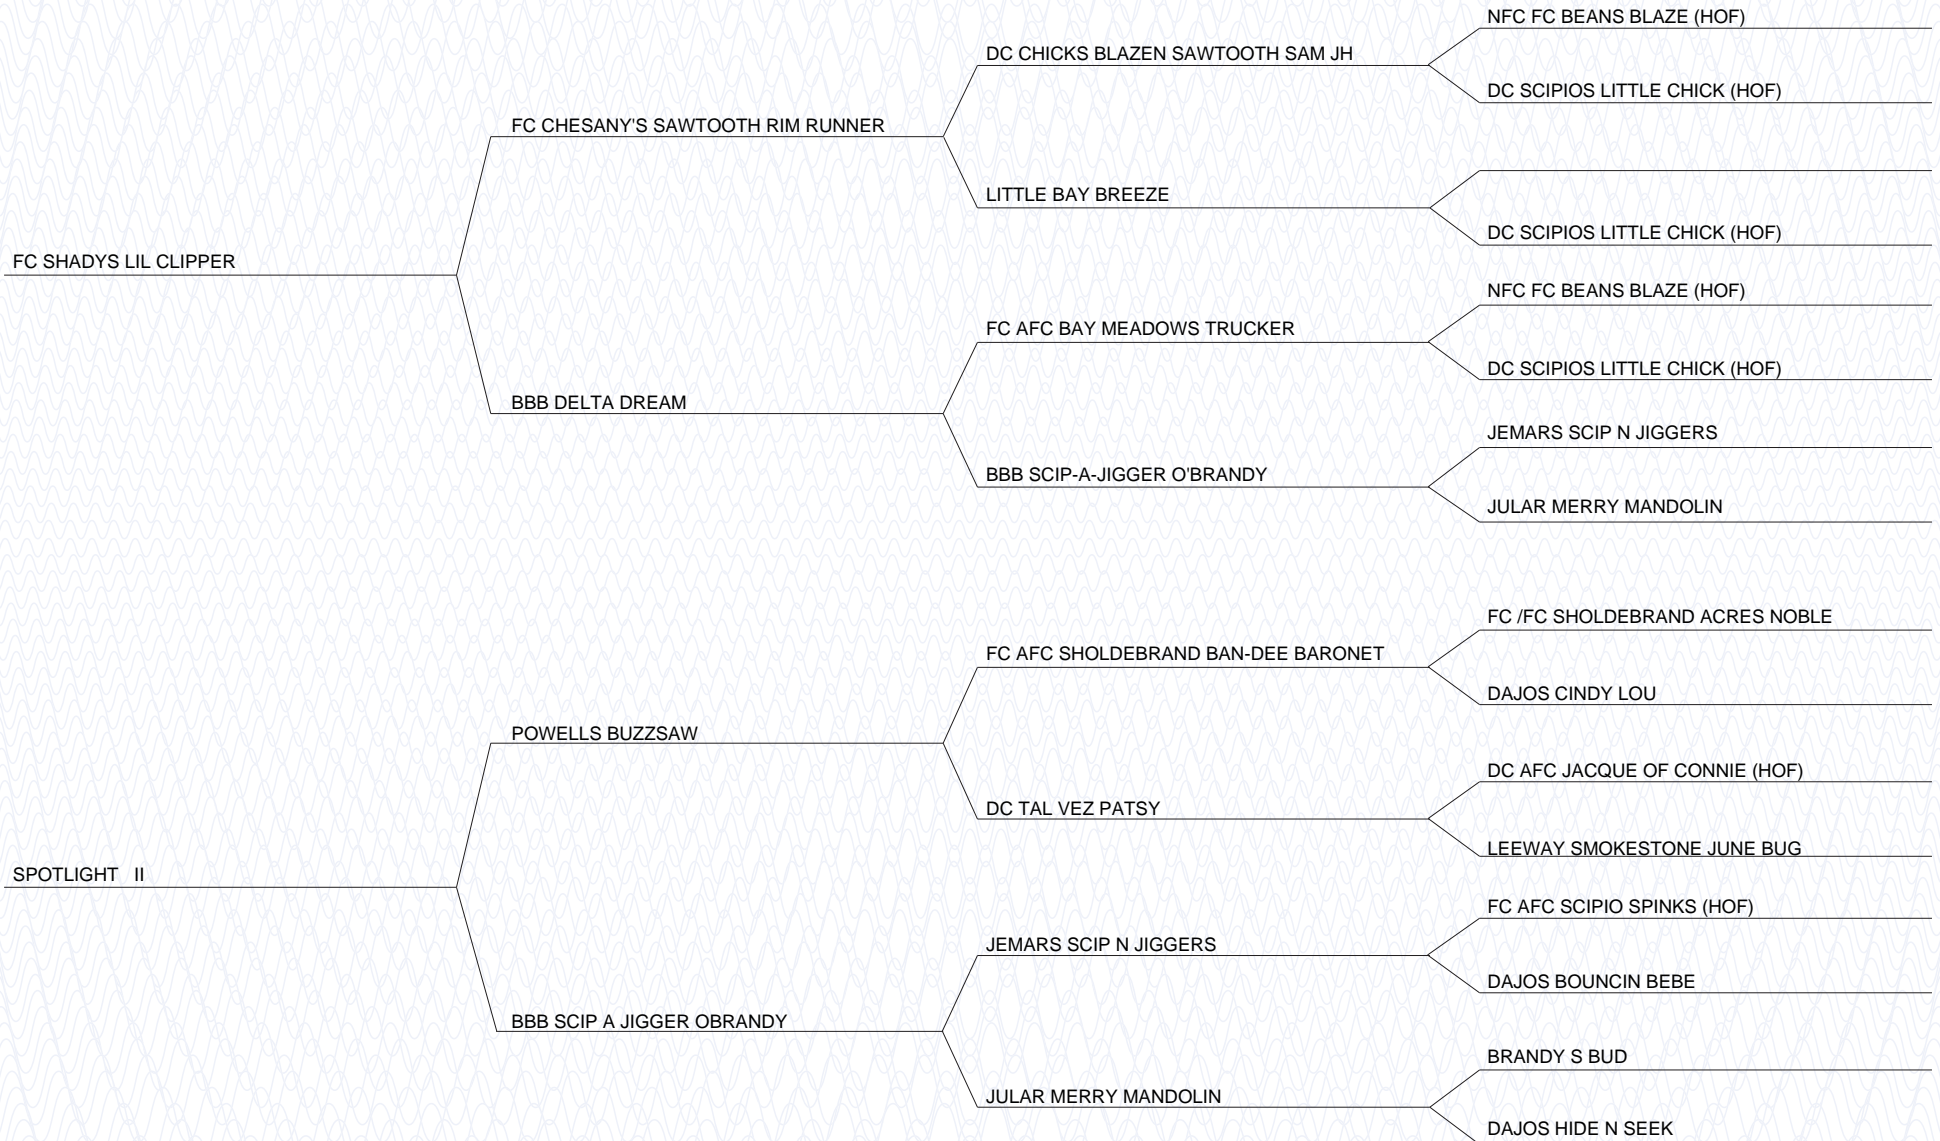 NFC FC BEANS BLAZE (HOF)
DC CHICKS BLAZEN SAWTOOTH SAM JH
DC SCIPIOS LITTLE CHICK (HOF)
FC CHESANY'S SAWTOOTH RIM RUNNER
LITTLE BAY BREEZE
DC SCIPIOS LITTLE CHICK (HOF)
FC SHADYS LIL CLIPPER
NFC FC BEANS BLAZE (HOF)
FC AFC BAY MEADOWS TRUCKER
DC SCIPIOS LITTLE CHICK (HOF)
BBB DELTA DREAM
JEMARS SCIP N JIGGERS
BBB SCIP-A-JIGGER O'BRANDY
JULAR MERRY MANDOLIN
FC /FC SHOLDEBRAND ACRES NOBLE
FC AFC SHOLDEBRAND BAN-DEE BARONET
DAJOS CINDY LOU
POWELLS BUZZSAW
DC AFC JACQUE OF CONNIE (HOF)
DC TAL VEZ PATSY
LEEWAY SMOKESTONE JUNE BUG
SPOTLIGHT II
FC AFC SCIPIO SPINKS (HOF)
JEMARS SCIP N JIGGERS
DAJOS BOUNCIN BEBE
BBB SCIP A JIGGER OBRANDY
BRANDY S BUD
JULAR MERRY MANDOLIN
DAJOS HIDE N SEEK